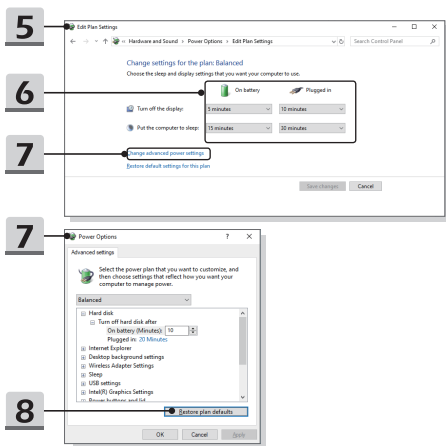 5
Edit Plan Settings
« Hardware and Sound › Power Options › Edit Plan Settings
Search Control Panel
Change settings for the plan: Balanced
Choose the sleep and display settings that you want your computer to use.
6
On battery
Plugged in
Turn off the display:
5 minutes
10 minutes
Put the computer to sleep:
15 minutes
30 minutes
7
Change advanced power settings
Restore default settings for this plan
Save changes
Cancel
7
Power Options
?
Advanced settings
Select the power plan that you want to customize, and
then choose settings that reflect how you want your
computer to manage power.
Balanced
Hard disk
Turn off hard disk after
On battery (Minutes): 10
Plugged in: 20 Minutes
Internet Explorer
Desktop background settings
Wireless Adapter Settings
Sleep
USB settings
Intel(R) Graphics Settings
Power buttons and lid
8
Restore plan defaults
OK
Cancel
Apply